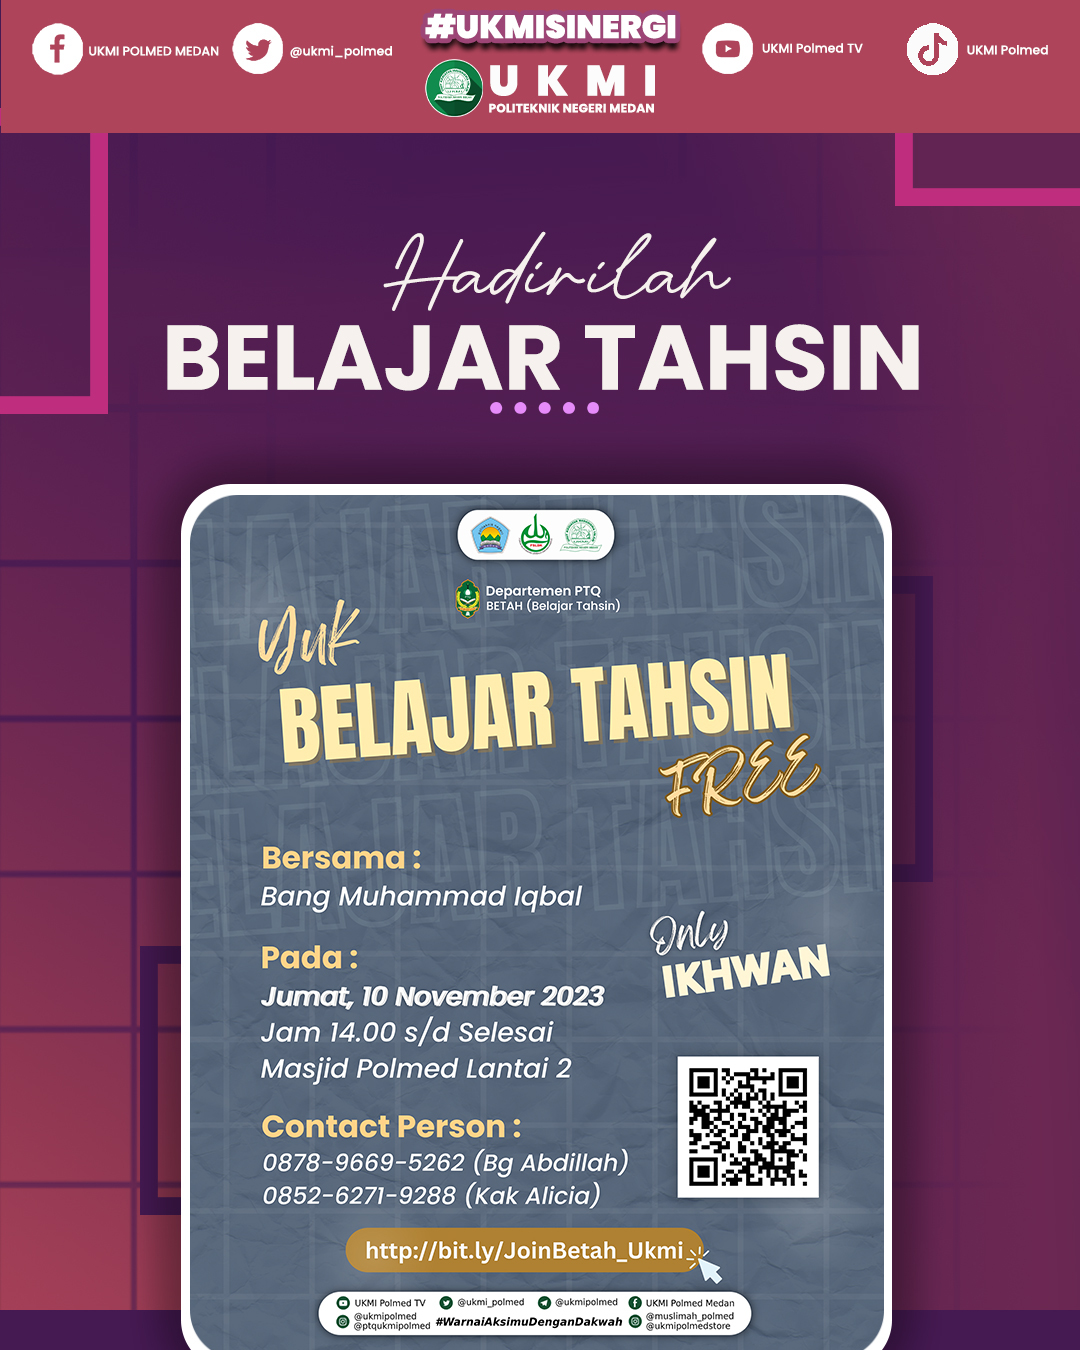 UKMI POLMED MEDAN
@ukmi_polmed
#UKMISINERGI
UKMI
POLITEKNIK NEGERI MEDAN
UKMI Polmed TV
UKMI Polmed
Hadirilah
BELAJAR TAHSIN
Departemen PTQ
BETAH (Belajar Tahsin)
Yuk
BELAJAR TAHSIN
FREE
Bersama :
Bang Muhammad Iqbal
Only
IKHWAN
Pada :
Jumat, 10 November 2023
Jam 14.00 s/d Selesai
Masjid Polmed Lantai 2
Contact Person :
0878-9669-5262 (Bg Abdillah)
0852-6271-9288 (Kak Alicia)
http://bit.ly/JoinBetah_Ukmi
UKMI Polmed TV
@ukmi_polmed
@ukmipolmed
UKMI Polmed Medan
@ukmipolmed
@ptqukmipolmed
#WarnaiAksimuDenganDakwah
@muslimah_polmed
@ukmipolmedstore